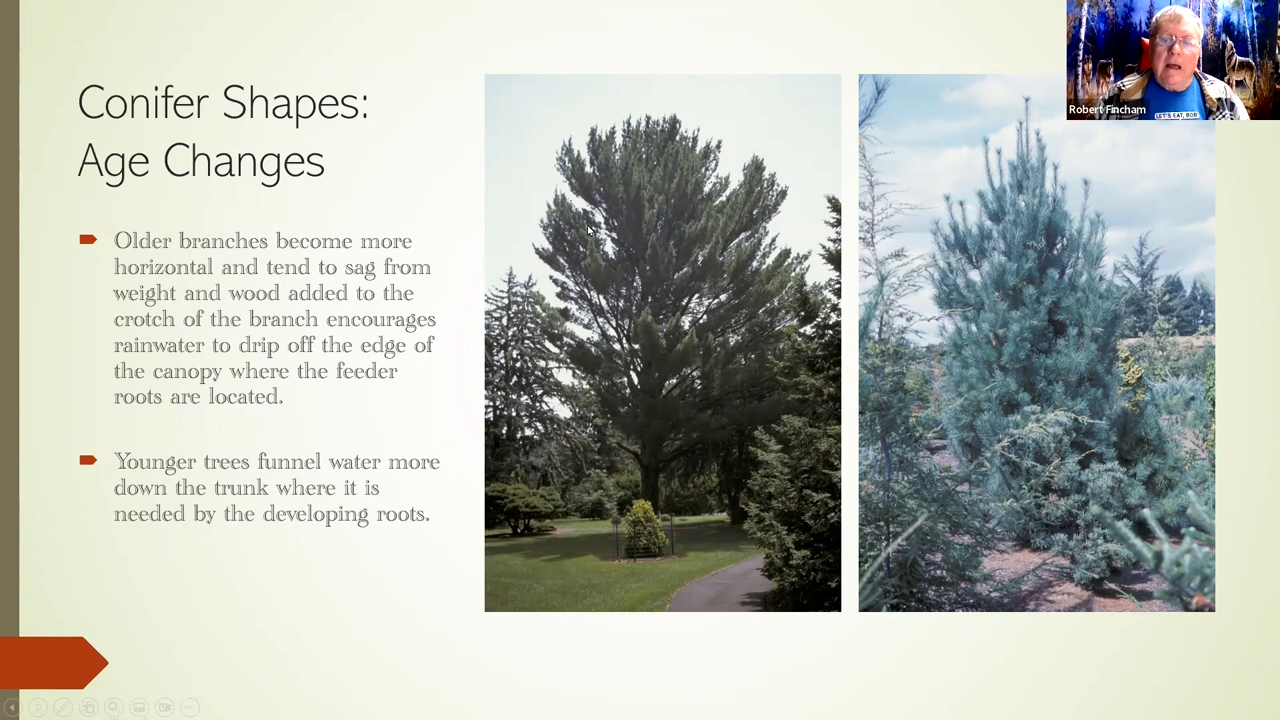 Conifer Shapes:
Age Changes
Older branches become more
horizontal and tend to sag from
weight and wood added to the
crotch of the branch encourages
rainwater to drip off the edge of
the canopy where the feeder
roots are located.
Younger trees funnel water more
down the trunk where it is
needed by the developing roots.
Robert Fincham
LET'S EAT, BOB